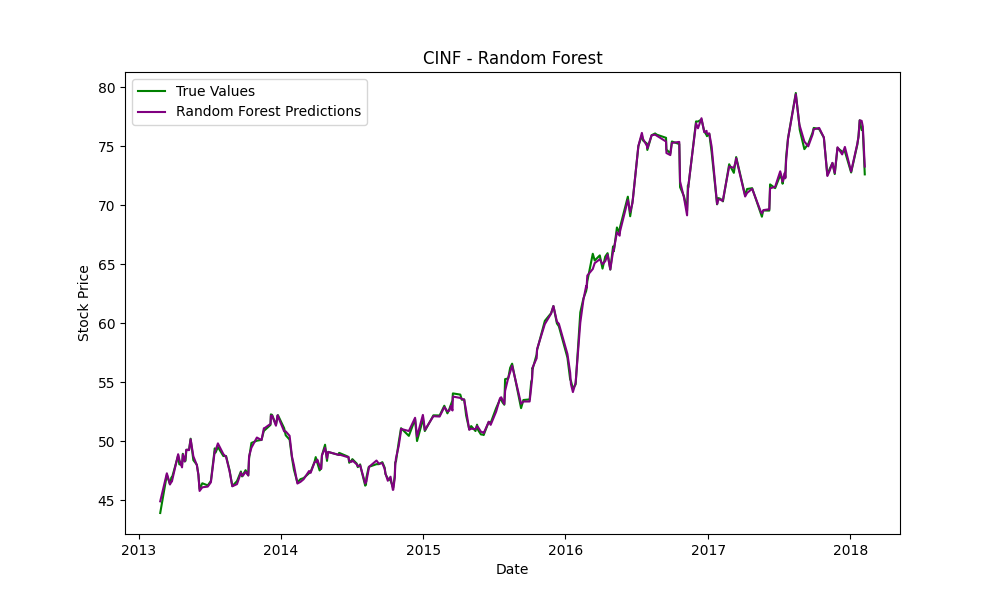 CINF - Random Forest
True Values
Random Forest Predictions
80
75
70
65
60
55
50
45
Stock Price
2013 2014 2015 2016 2017 2018
Date